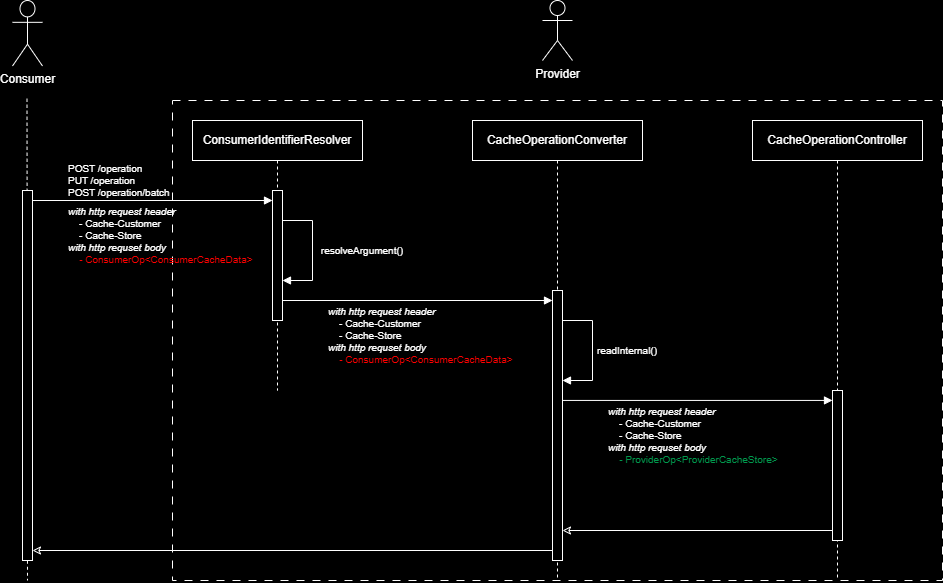 Consumer
Provider
ConsumerIdentifierResolver
CacheOperationConverter
CacheOperationController
POST /operation
PUT /operation
POST /operation/batch
with http request header
- Cache-Customer
- Cache-Store
with http requset body
- ConsumerOp<ConsumerCacheData>
resolveArgument()
with http request header
- Cache-Customer
- Cache-Store
with http requset body
- ConsumerOp<ConsumerCacheData>
readInternal()
with http request header
- Cache-Customer
- Cache-Store
with http requset body
- ProviderOp<ProviderCacheStore>